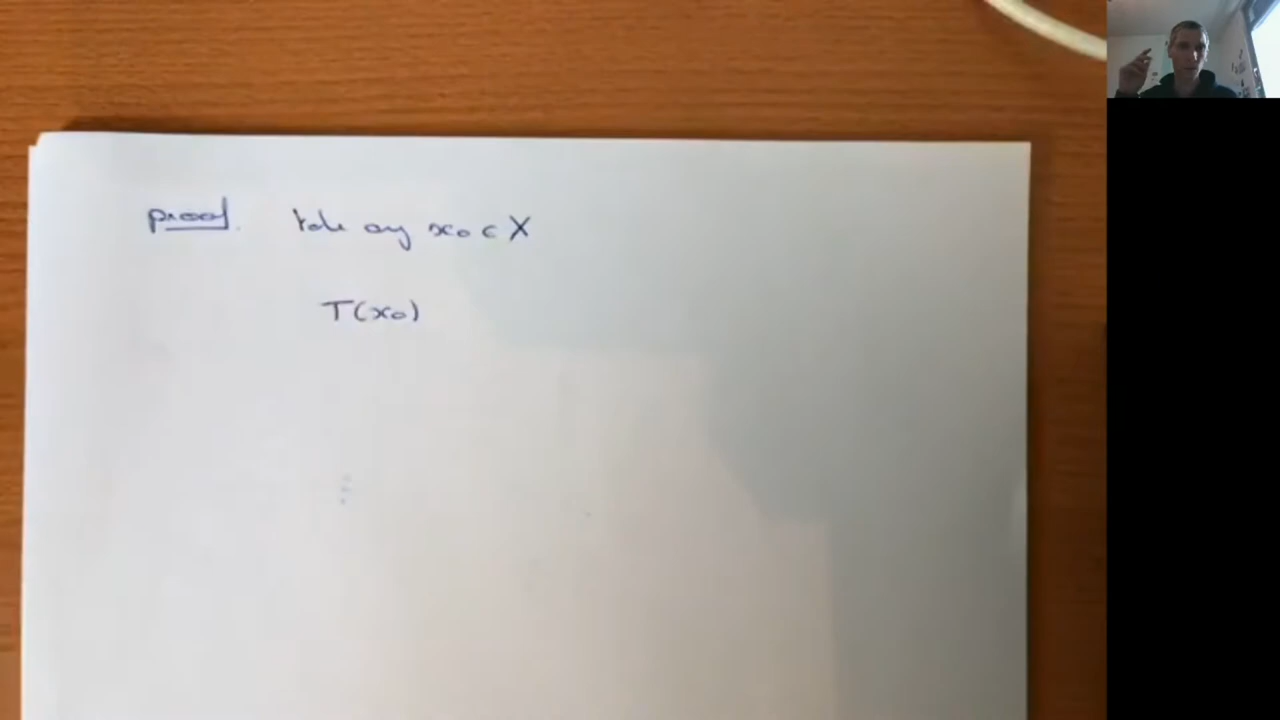 proof. take any x₀ ∈ X
T(x₀)
⋮